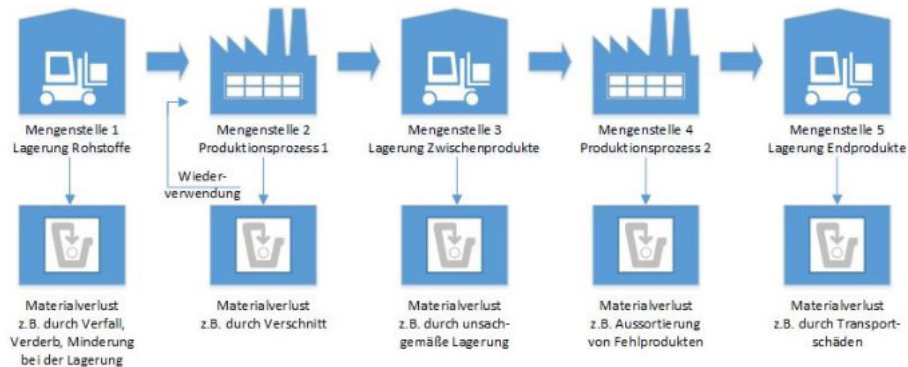 Mengenstelle 1
Lagerung Rohstoffe
Mengenstelle 2
Produktionsprozess 1
Mengenstelle 3
Lagerung Zwischenprodukte
Mengenstelle 4
Produktionsprozess 2
Mengenstelle 5
Lagerung Endprodukte
Wieder-
verwendung
Materialverlust
z.B. durch Verfall,
Verderb, Minderung
bei der Lagerung
Materialverlust
z.B. durch Verschnitt
Materialverlust
z.B. durch unsach-
gemäße Lagerung
Materialverlust
z.B. Aussortierung
von Fehlprodukten
Materialverlust
z.B. durch Transport-
schäden